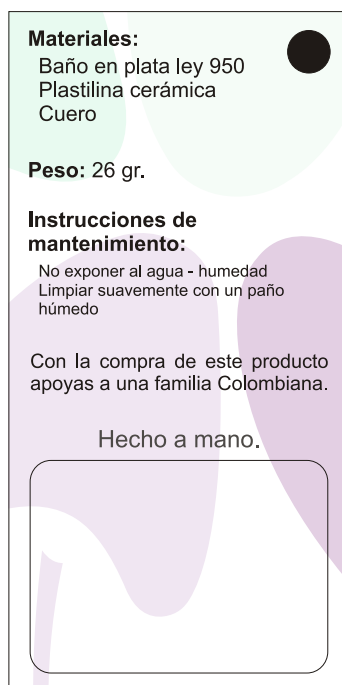 Materiales:
Baño en plata ley 950
Plastilina cerámica
Cuero
Peso: 26 gr.
Instrucciones de
mantenimiento:
No exponer al agua - humedad
Limpiar suavemente con un paño
húmedo
Con la compra de este producto
apoyas a una familia Colombiana.
Hecho a mano.